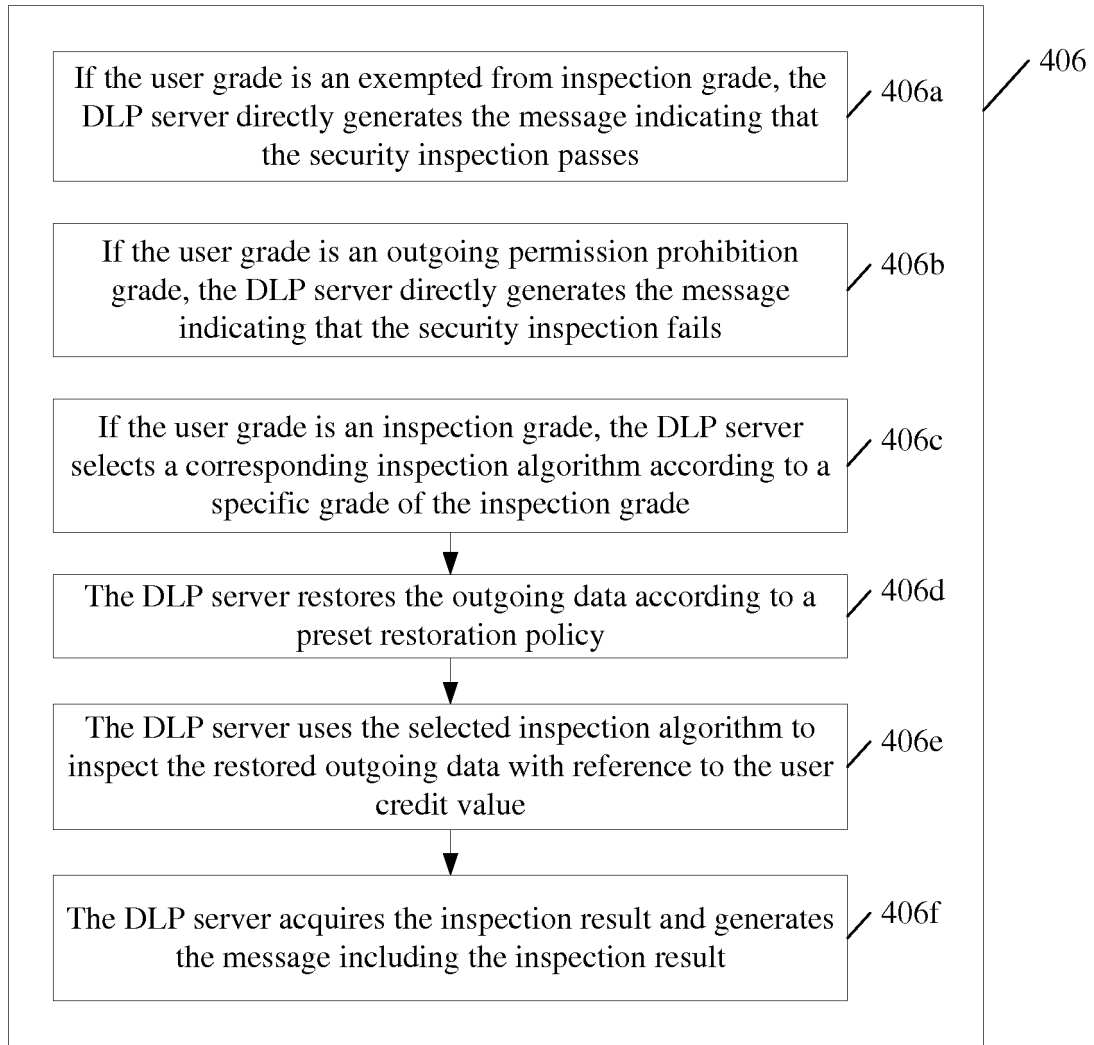 406
If the user grade is an exempted from inspection grade, the
DLP server directly generates the message indicating that
the security inspection passes
406a
If the user grade is an outgoing permission prohibition
grade, the DLP server directly generates the message
indicating that the security inspection fails
406b
If the user grade is an inspection grade, the DLP server
selects a corresponding inspection algorithm according to a
specific grade of the inspection grade
406c
The DLP server restores the outgoing data according to a
preset restoration policy
406d
The DLP server uses the selected inspection algorithm to
inspect the restored outgoing data with reference to the user
credit value
406e
The DLP server acquires the inspection result and generates
the message including the inspection result
406f